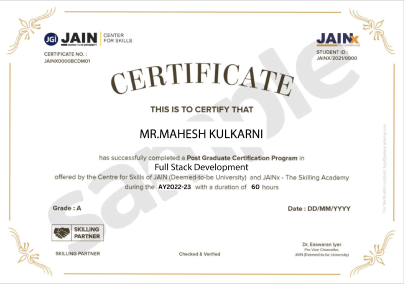 JGI JAIN DEEMED-TO-BE UNIVERSITY CENTER FOR SKILLS
JAINx
CERTIFICATE NO. :
JAINX0000BCDM01
STUDENT ID :
JAINX/2021/0000
CERTIFICATE
THIS IS TO CERTIFY THAT
MR.MAHESH KULKARNI
has successfully completed a Post Graduate Certification Program in
Full Stack Development
offered by the Centre for Skills of JAIN (Deemed-to-be University) and JAINx - The Skilling Academy
during the AY2022-23 with a duration of 60 hours
Grade : A
Date : DD/MM/YYYY
SKILLING PARTNER
SKILLING PARTNER
Checked & Verified
Dr. Easwaran Iyer
Pro Vice Chancellor,
JAIN (Deemed-to-be University)
sample